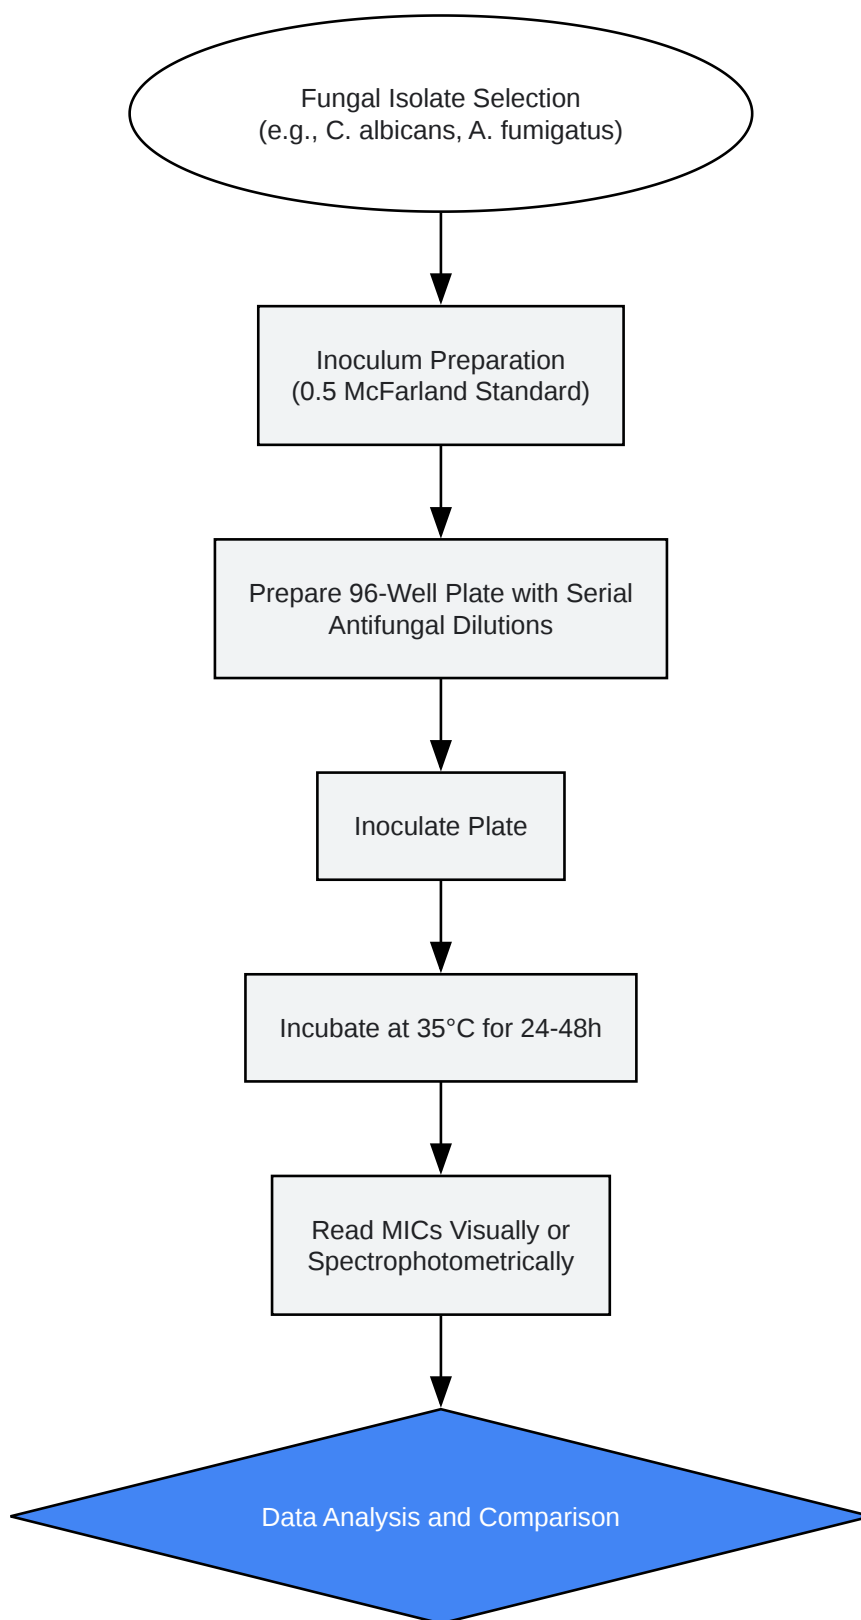 Fungal Isolate Selection
(e.g., C. albicans, A. fumigatus)
Inoculum Preparation
(0.5 McFarland Standard)
Prepare 96-Well Plate with Serial
Antifungal Dilutions
Inoculate Plate
Incubate at 35°C for 24-48h
Read MICs Visually or
Spectrophotometrically
Data Analysis and Comparison